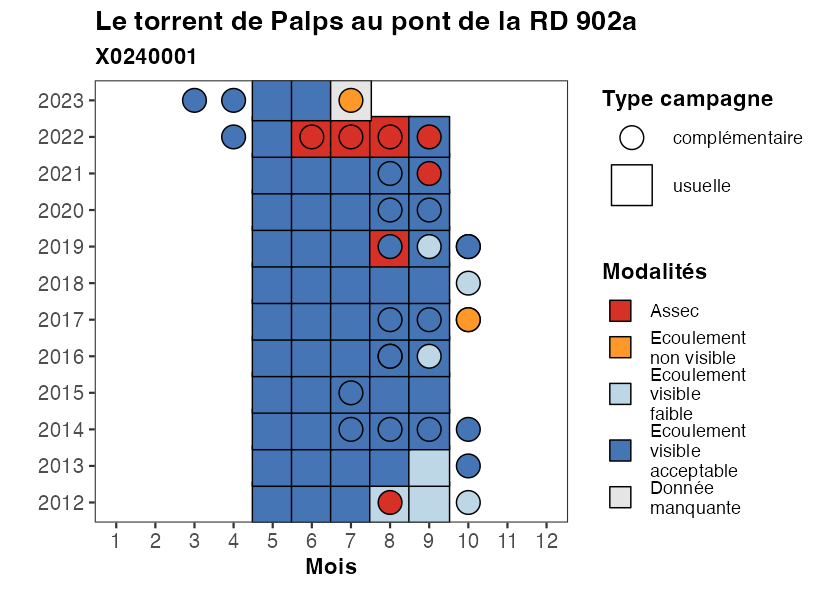 Le torrent de Palps au pont de la RD 902a
X0240001
2023
2022
2021
2020
2019
2018
2017
2016
2015
2014
2013
2012
1 2 3 4 5 6 7 8 9 10 11 12
Mois
Type campagne
complémentaire
usuelle
Modalités
Assec
Ecoulement
non visible
Ecoulement
visible
faible
Ecoulement
visible
acceptable
Donnée
manquante